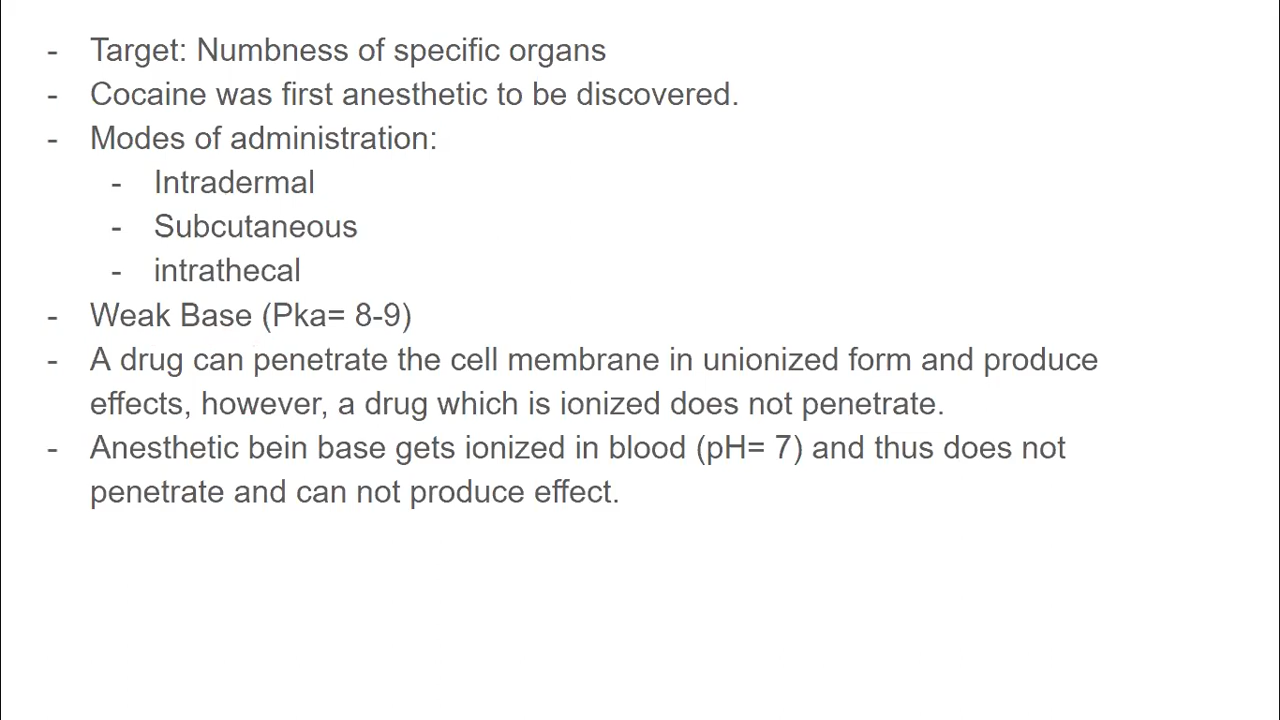 - Target: Numbness of specific organs
- Cocaine was first anesthetic to be discovered.
- Modes of administration:
- Intradermal
- Subcutaneous
- intrathecal
- Weak Base (Pka= 8-9)
- A drug can penetrate the cell membrane in unionized form and produce
effects, however, a drug which is ionized does not penetrate.
- Anesthetic bein base gets ionized in blood (pH= 7) and thus does not
penetrate and can not produce effect.